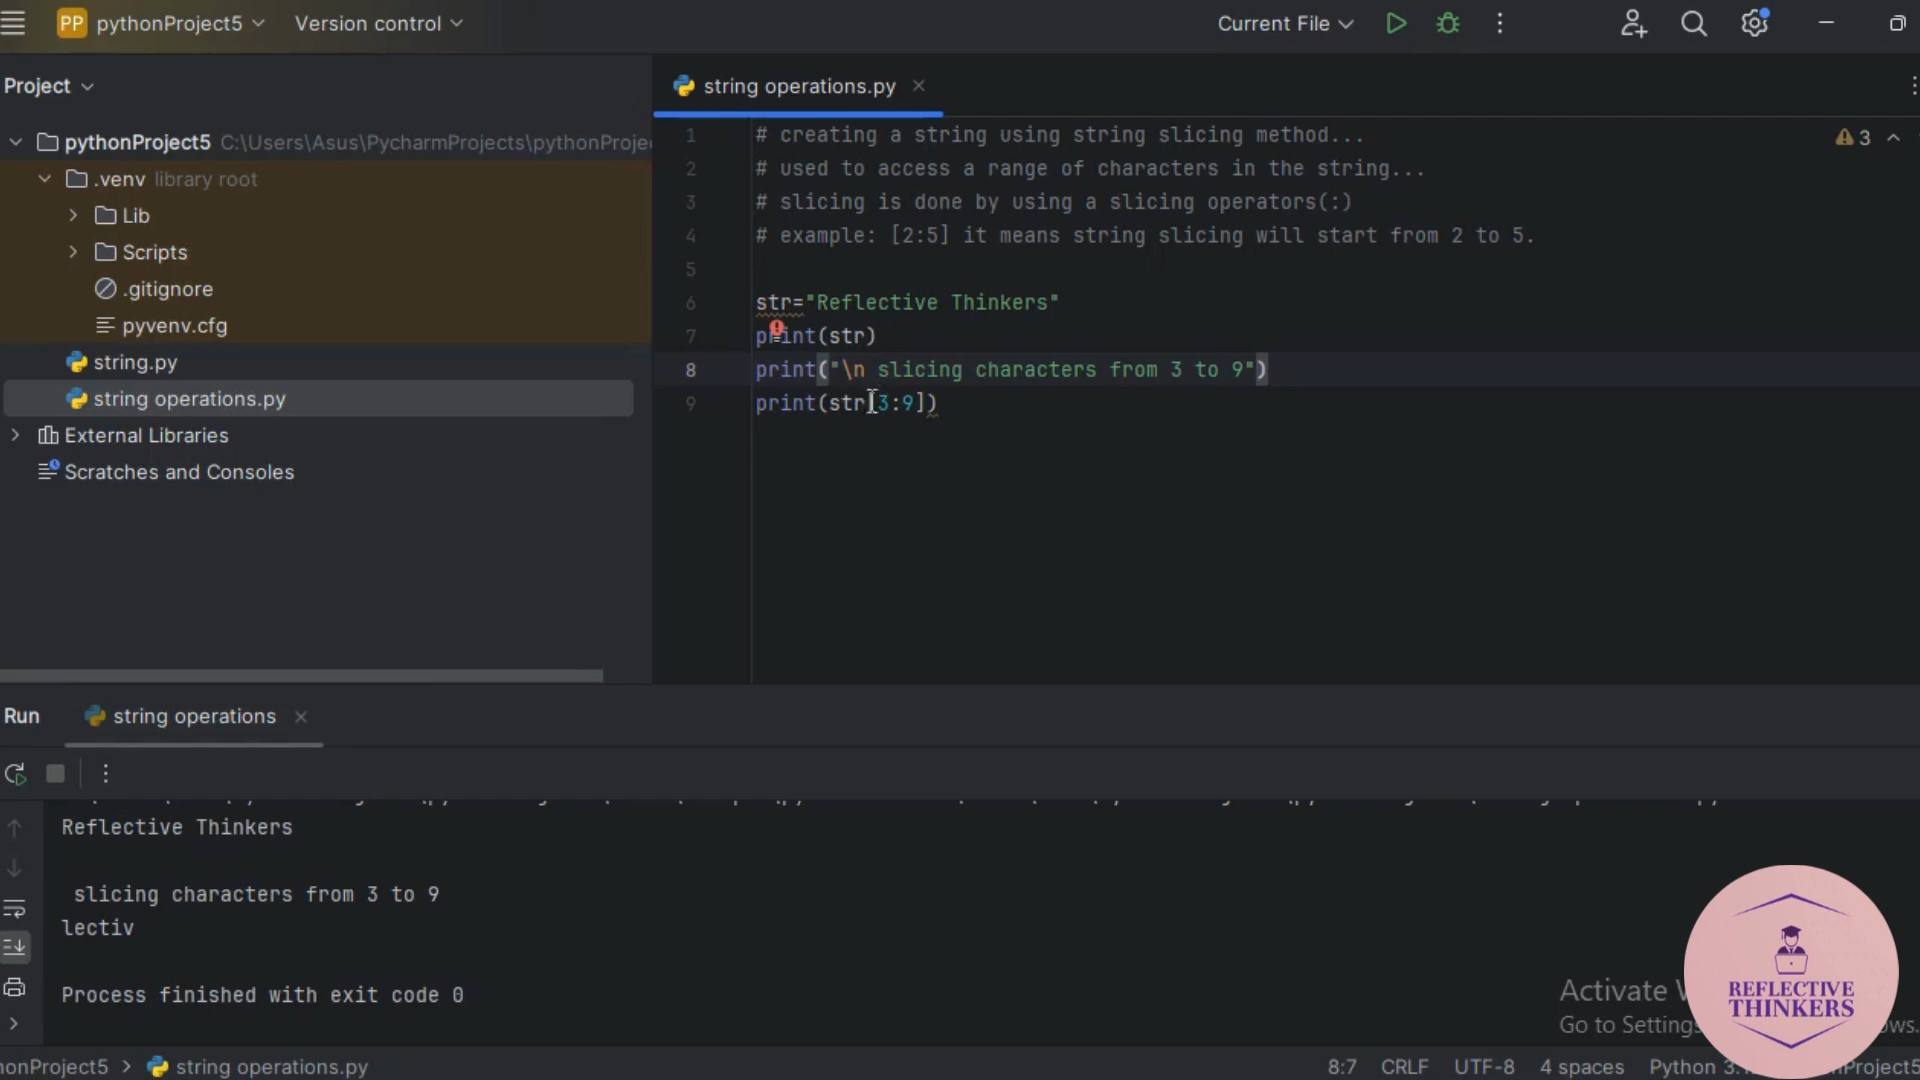 PP pythonProject5 Version control Current File
Project
string operations.py
pythonProject5 C:\Users\Asus\PycharmProjects\pythonProje
.venv library root
Lib
Scripts
.gitignore
pyvenv.cfg
string.py
string operations.py
External Libraries
Scratches and Consoles
3
1 # creating a string using string slicing method...
2 # used to access a range of characters in the string...
3 # slicing is done by using a slicing operators(:)
4 # example: [2:5] it means string slicing will start from 2 to 5.
5
6 str="Reflective Thinkers"
7 print(str)
8 print("\n slicing characters from 3 to 9")
9 print(str[3:9])
Run string operations
Reflective Thinkers
slicing characters from 3 to 9
lectiv
Process finished with exit code 0
Activate
Go to Settings
REFLECTIVE
THINKERS
honProject5 > string operations.py 8:7 CRLF UTF-8 4 spaces Python